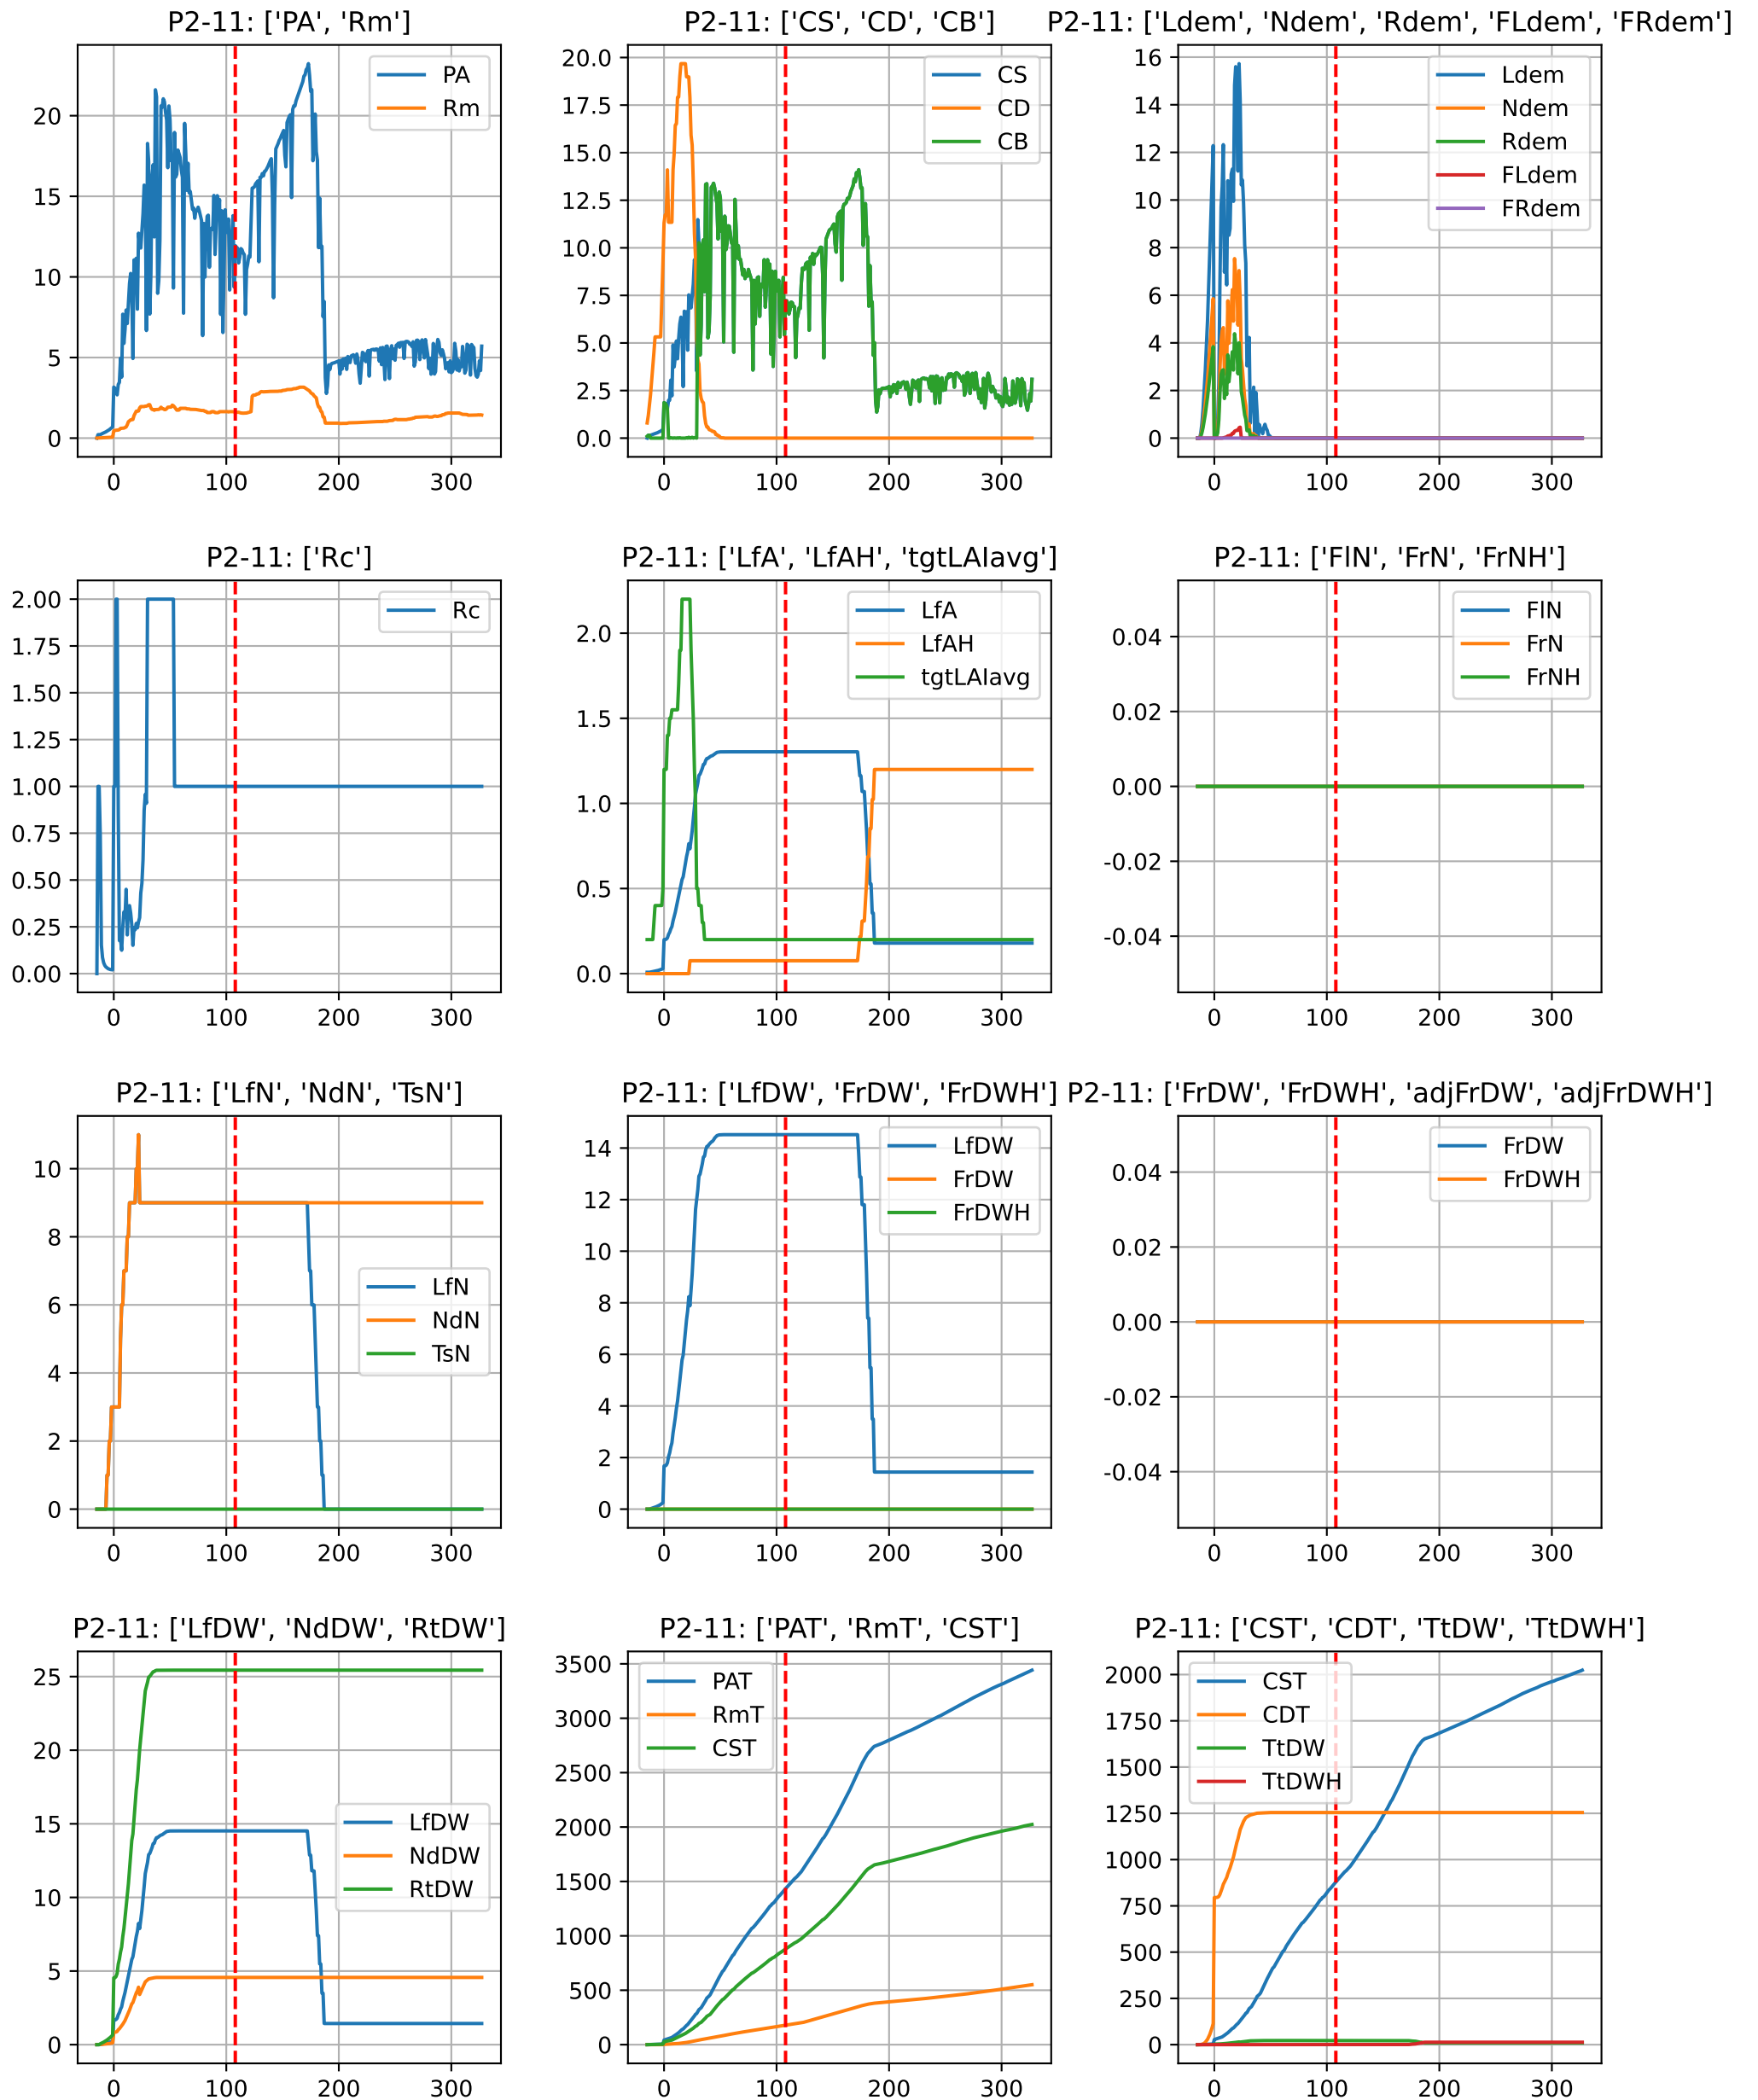 P2-11: ['PA', 'Rm']
PA
Rm
20
15
10
5
0
0 100 200 300
P2-11: ['CS', 'CD', 'CB']
CS
CD
CB
20.0
17.5
15.0
12.5
10.0
7.5
5.0
2.5
0.0
0 100 200 300
P2-11: ['Ldem', 'Ndem', 'Rdem', 'FLdem', 'FRdem']
Ldem
Ndem
Rdem
FLdem
FRdem
16
14
12
10
8
6
4
2
0
0 100 200 300
P2-11: ['Rc']
Rc
2.00
1.75
1.50
1.25
1.00
0.75
0.50
0.25
0.00
0 100 200 300
P2-11: ['LfA', 'LfAH', 'tgtLAIavg']
LfA
LfAH
tgtLAIavg
2.0
1.5
1.0
0.5
0.0
0 100 200 300
P2-11: ['FlN', 'FrN', 'FrNH']
FlN
FrN
FrNH
0.04
0.02
0.00
-0.02
-0.04
0 100 200 300
P2-11: ['LfN', 'NdN', 'TsN']
LfN
NdN
TsN
10
8
6
4
2
0
0 100 200 300
P2-11: ['LfDW', 'FrDW', 'FrDWH']
LfDW
FrDW
FrDWH
14
12
10
8
6
4
2
0
0 100 200 300
P2-11: ['FrDW', 'FrDWH', 'adjFrDW', 'adjFrDWH']
FrDW
FrDWH
0.04
0.02
0.00
-0.02
-0.04
0 100 200 300
P2-11: ['LfDW', 'NdDW', 'RtDW']
LfDW
NdDW
RtDW
25
20
15
10
5
0
0 100 200 300
P2-11: ['PAT', 'RmT', 'CST']
PAT
RmT
CST
3500
3000
2500
2000
1500
1000
500
0
0 100 200 300
P2-11: ['CST', 'CDT', 'TtDW', 'TtDWH']
CST
CDT
TtDW
TtDWH
2000
1750
1500
1250
1000
750
500
250
0
0 100 200 300